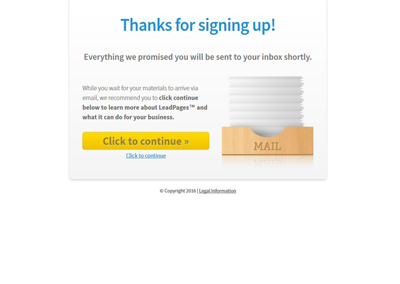 Thanks for signing up!
Everything we promised you will be sent to your inbox shortly.
While you wait for your materials to arrive via
email, we recommend you to click continue
below to learn more about LeadPages™ and
what it can do for your business.
Click to continue »
Click to continue
MAIL
© Copyright 2016 | Legal Information